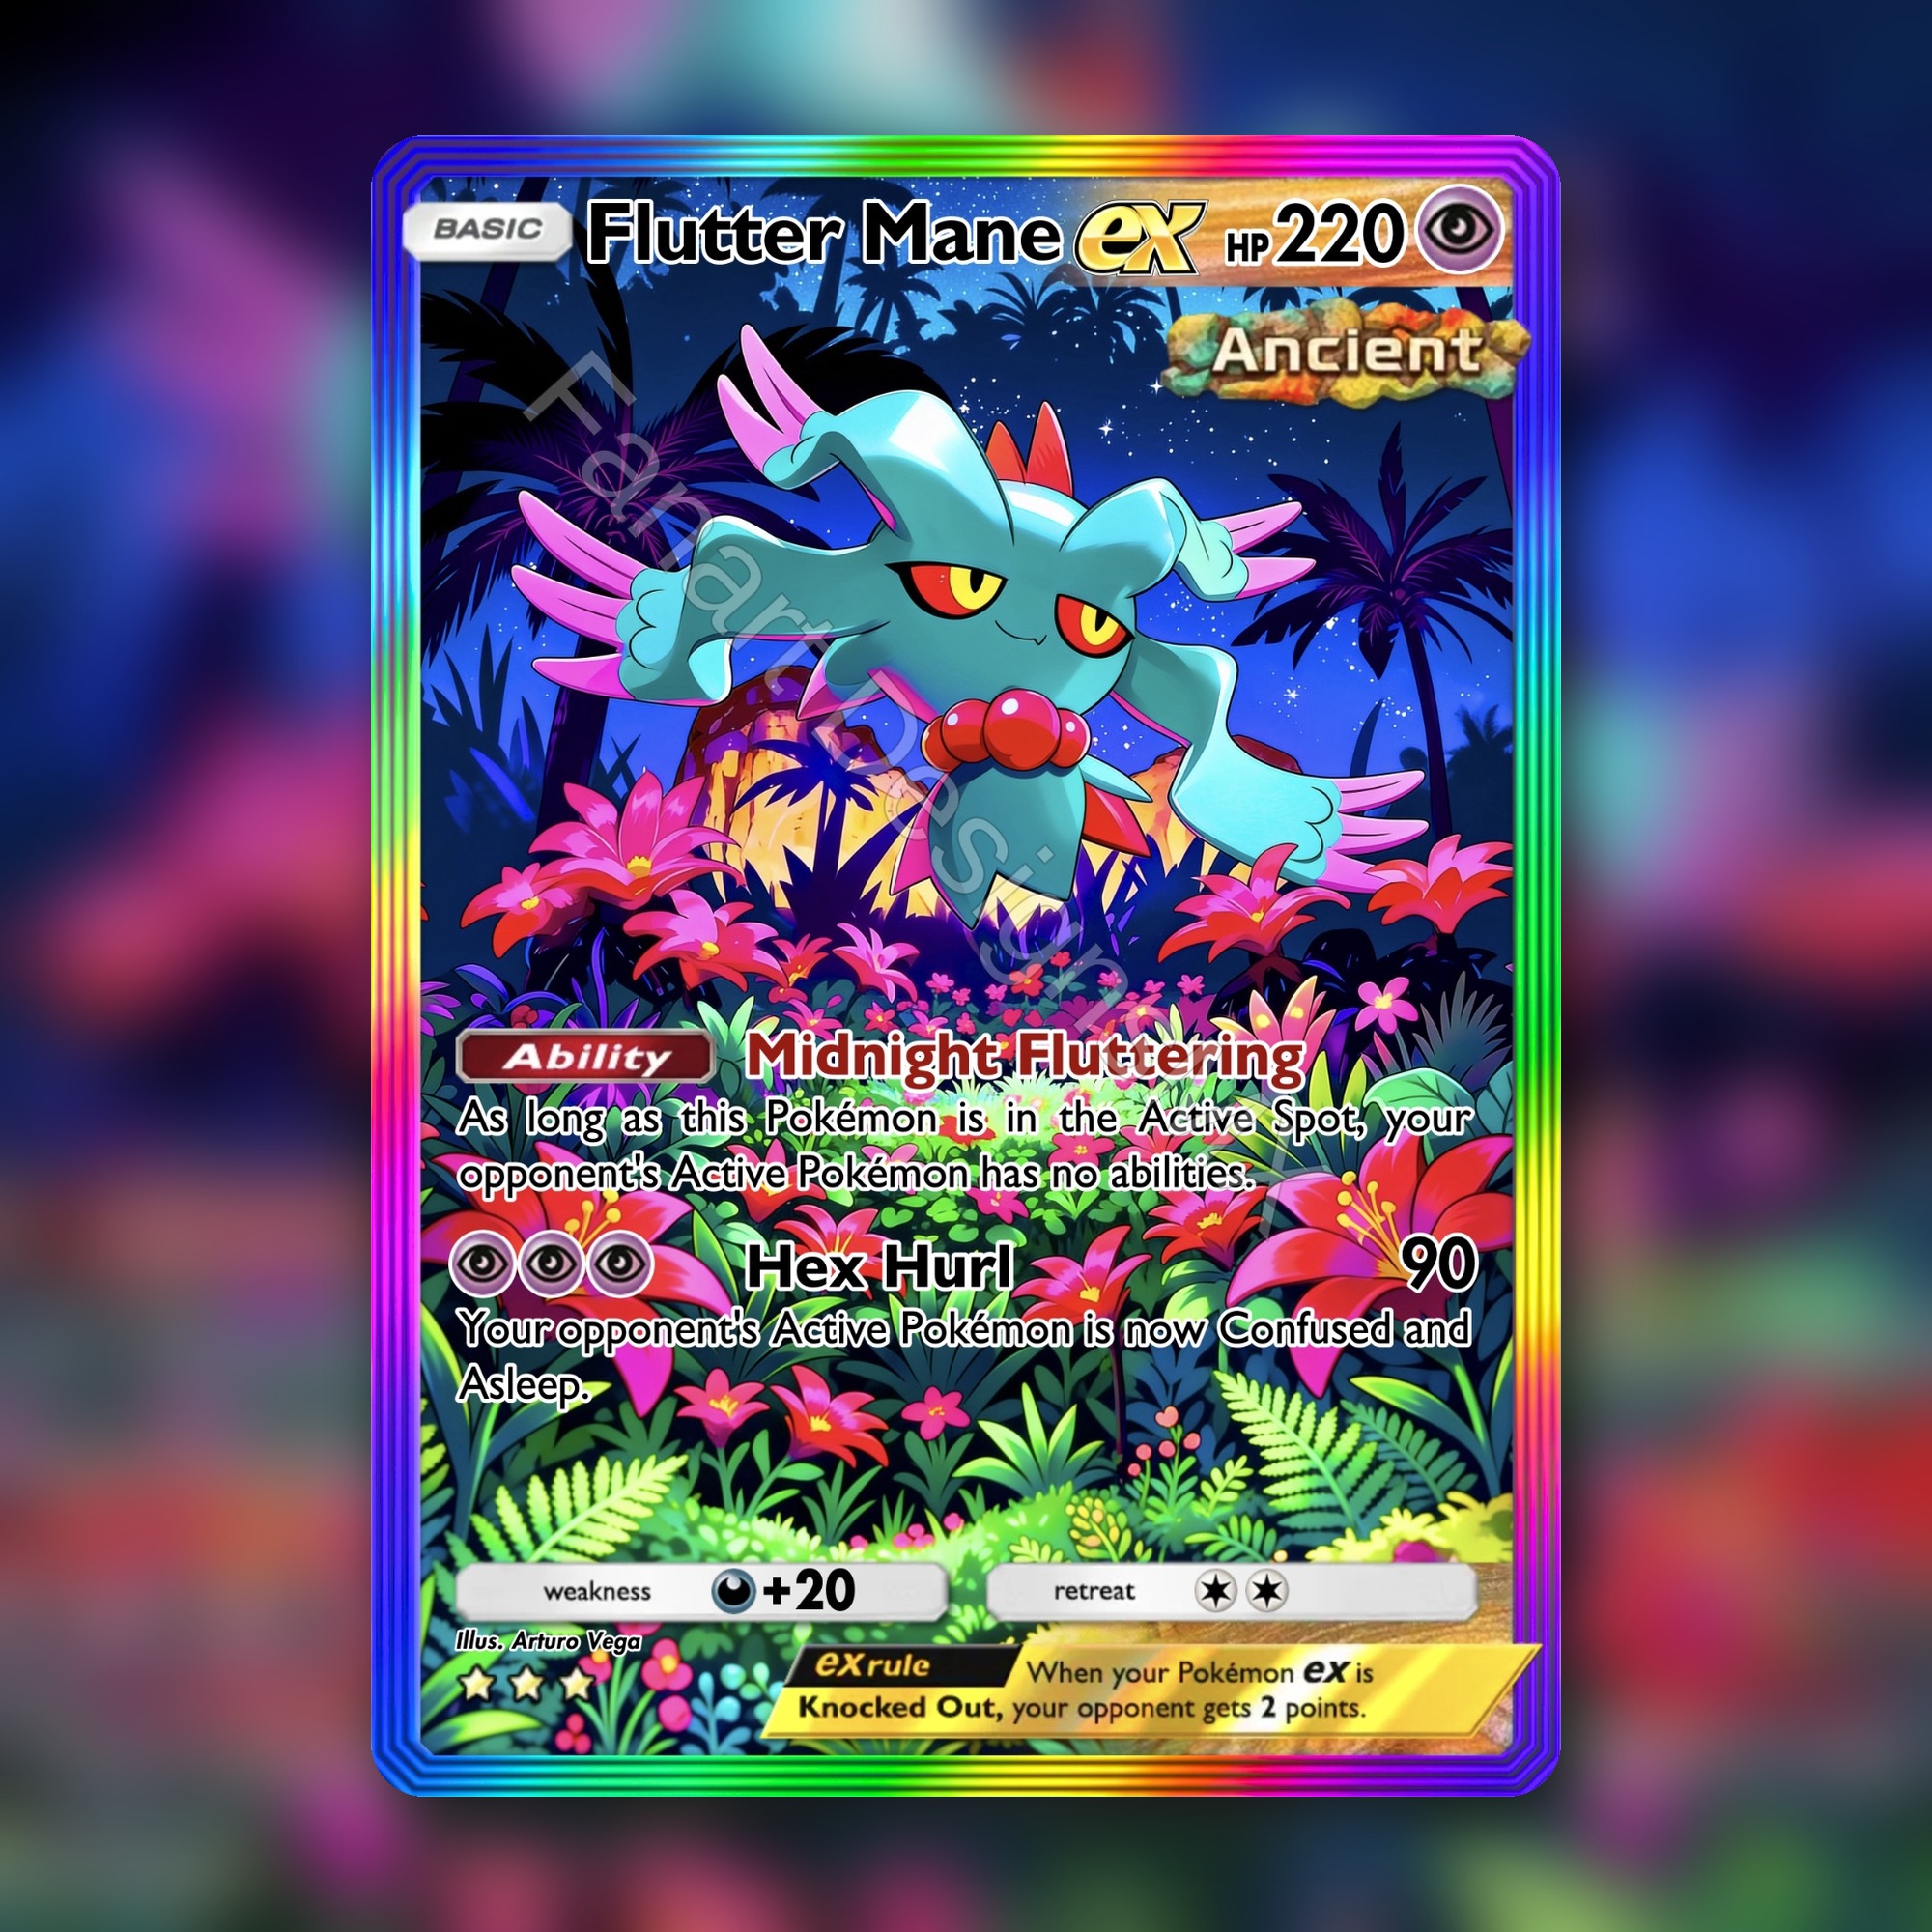 BASIC Flutter Mane ex HP 220
Ancient
Ability Midnight Fluttering
As long as this Pokémon is in the Active Spot, your
opponent's Active Pokémon has no abilities.
Hex Hurl 90
Your opponent's Active Pokémon is now Confused and
Asleep.
weakness +20 retreat
Illus. Arturo Vega
ex rule When your Pokémon ex is
Knocked Out, your opponent gets 2 points.